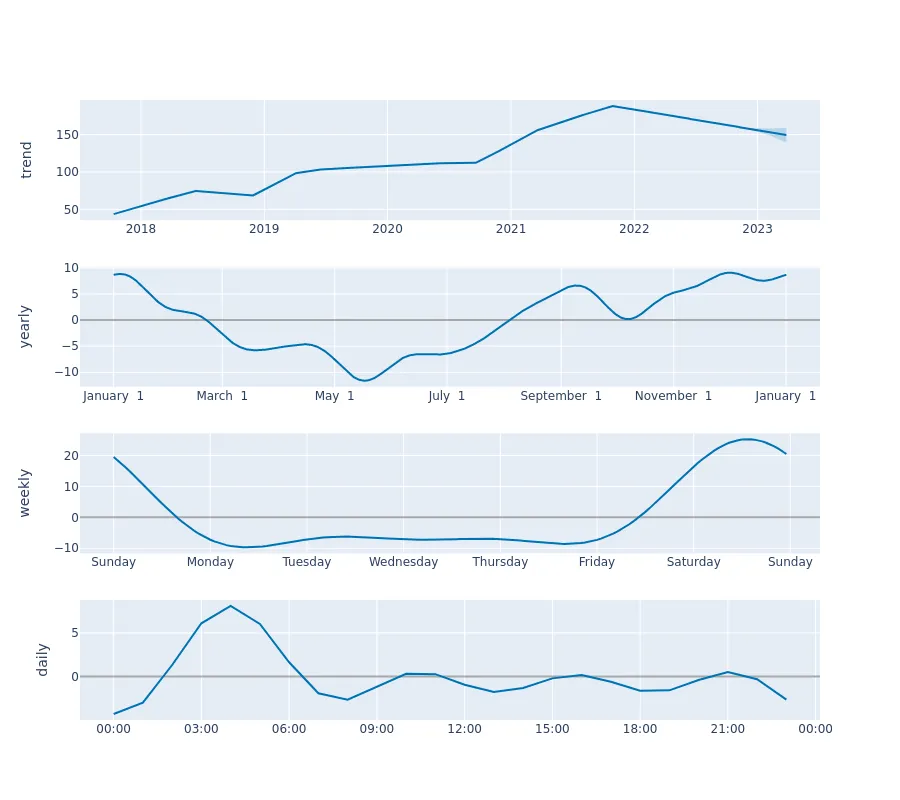 trend
150
100
50
2018 2019 2020 2021 2022 2023
yearly
10
5
0
−5
−10
January 1 March 1 May 1 July 1 September 1 November 1 January 1
weekly
20
10
0
−10
Sunday Monday Tuesday Wednesday Thursday Friday Saturday Sunday
daily
5
0
00:00 03:00 06:00 09:00 12:00 15:00 18:00 21:00 00:00